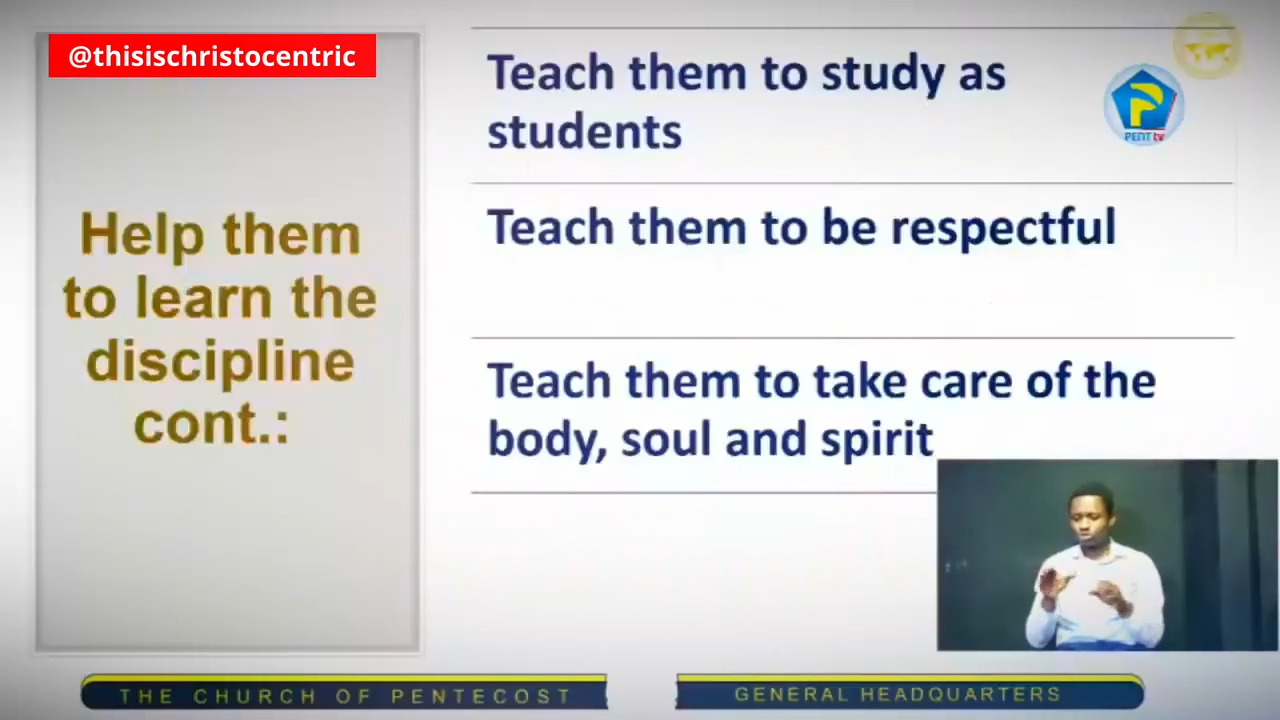 @thisischristocentric
Help them
to learn the
discipline
cont.:
Teach them to study as
students
Teach them to be respectful
Teach them to take care of the
body, soul and spirit
PENT tv
THE CHURCH OF PENTECOST
GENERAL HEADQUARTERS